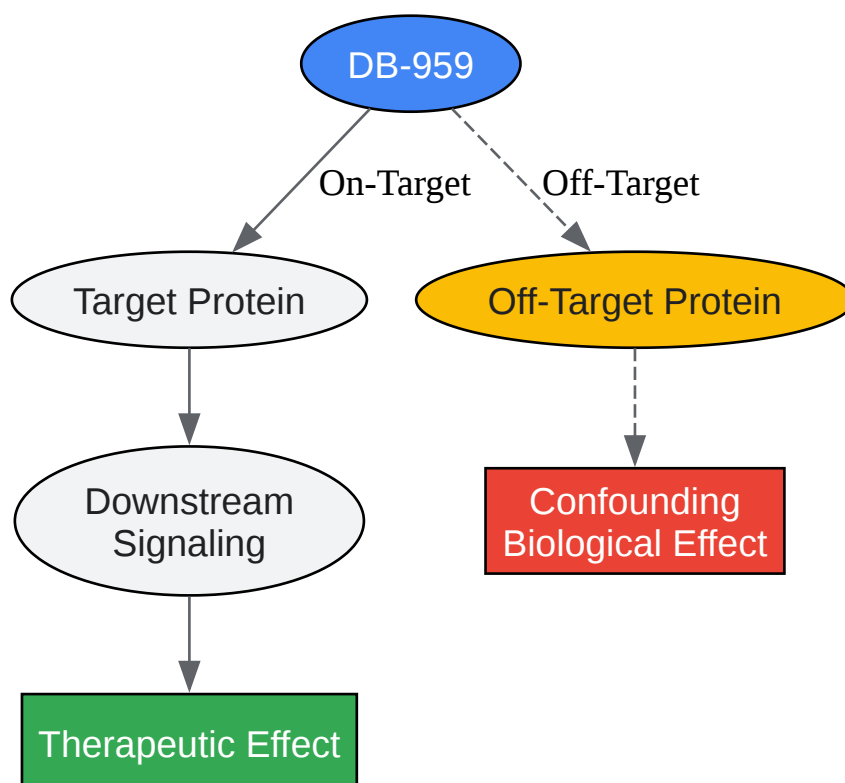 DB-959
On-Target
Off-Target
Target Protein
Off-Target Protein
Downstream
Signaling
Confounding
Biological Effect
Therapeutic Effect